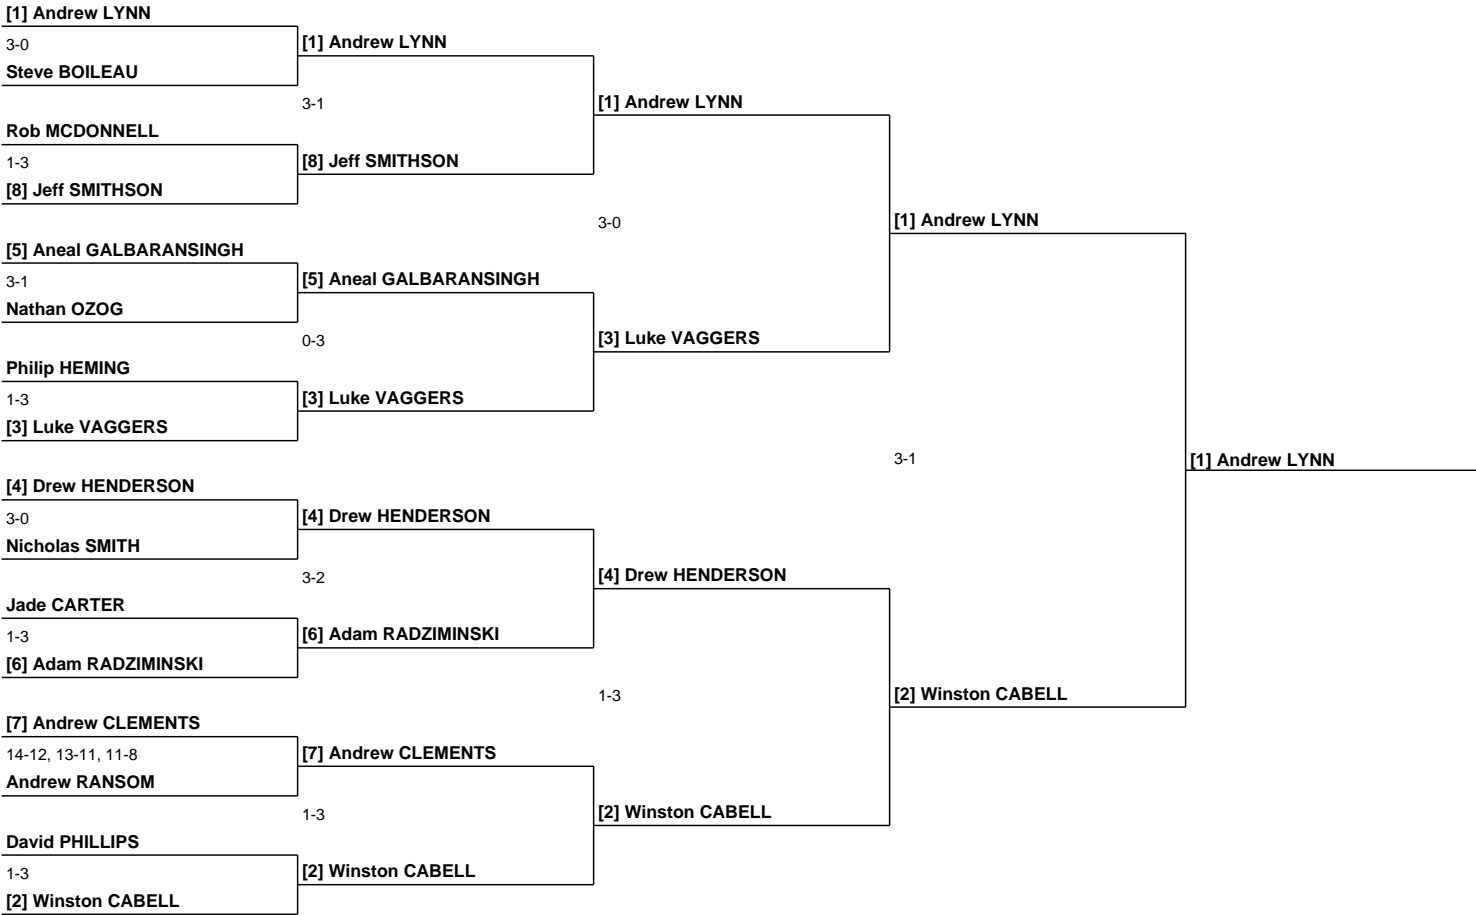 [1] Andrew LYNN
3-0
Steve BOILEAU
Rob MCDONNELL
1-3
[8] Jeff SMITHSON
[5] Aneal GALBARANSINGH
3-1
Nathan OZOG
Philip HEMING
1-3
[3] Luke VAGGERS
[4] Drew HENDERSON
3-0
Nicholas SMITH
Jade CARTER
1-3
[6] Adam RADZIMINSKI
[7] Andrew CLEMENTS
14-12, 13-11, 11-8
Andrew RANSOM
David PHILLIPS
1-3
[2] Winston CABELL
[1] Andrew LYNN
3-1
[8] Jeff SMITHSON
[5] Aneal GALBARANSINGH
0-3
[3] Luke VAGGERS
[4] Drew HENDERSON
3-2
[6] Adam RADZIMINSKI
[7] Andrew CLEMENTS
1-3
[2] Winston CABELL
[1] Andrew LYNN
3-0
[3] Luke VAGGERS
[4] Drew HENDERSON
1-3
[2] Winston CABELL
[1] Andrew LYNN
3-1
[2] Winston CABELL
[1] Andrew LYNN